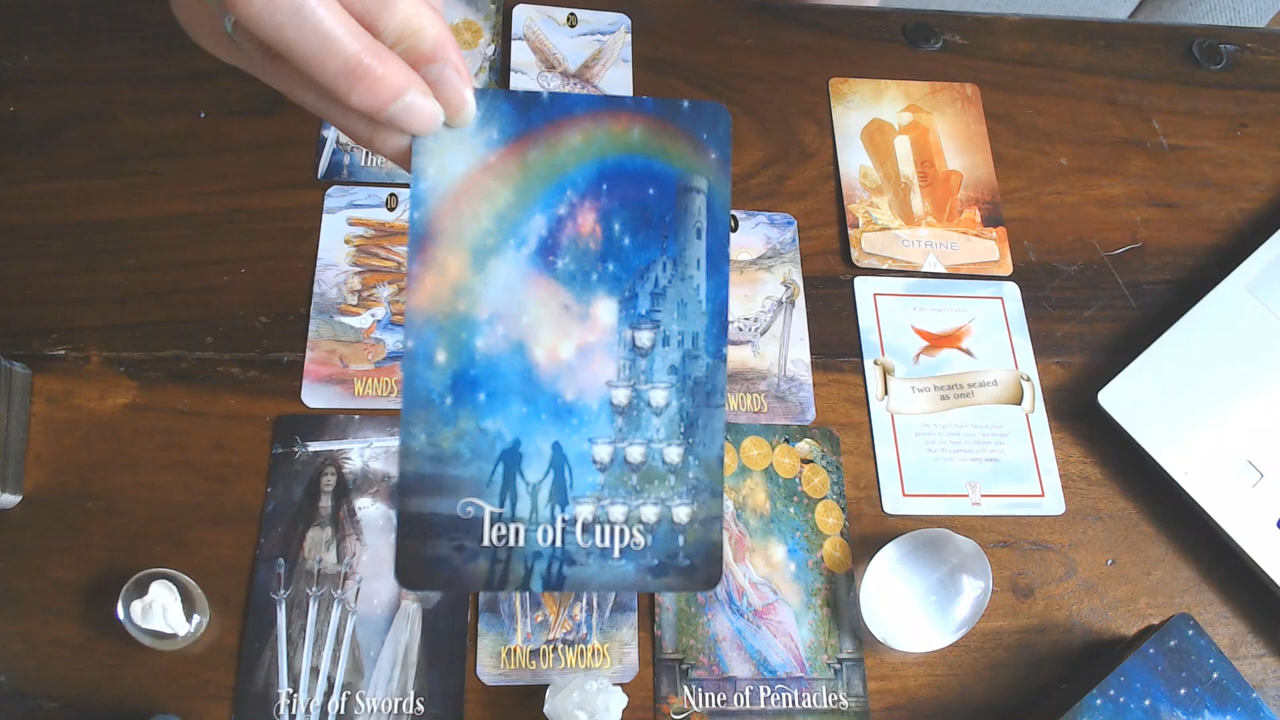 20
The
10
WANDS
CITRINE
Two hearts sealed
as one!
WORDS
Ten of Cups
KING OF SWORDS
Five of Swords
Nine of Pentacles